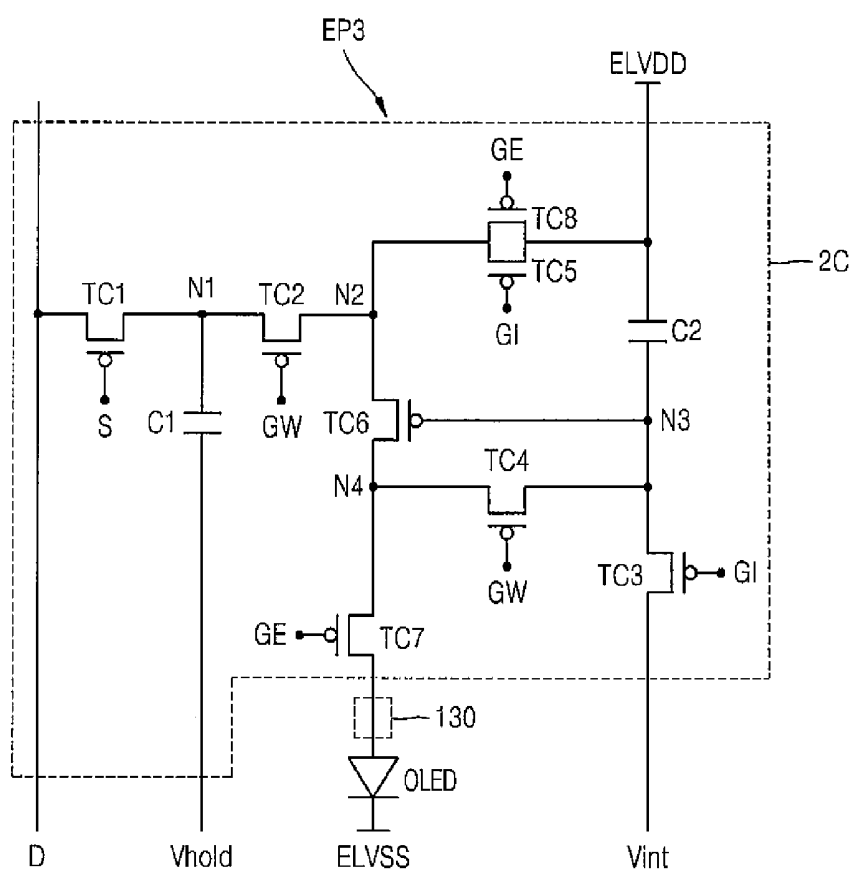 EP3
ELVDD
GE
TC8
2C
TC1
N1
TC2
N2
TC5
GI
C2
S
C1
GW
TC6
N3
TC4
N4
GW
TC3
GI
GE
TC7
130
OLED
D
Vhold
ELVSS
Vint